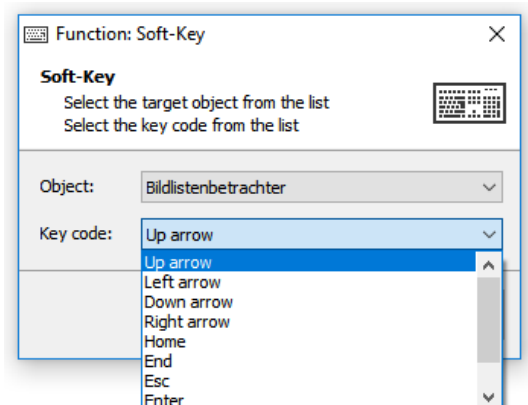 Function: Soft-Key
Soft-Key
Select the target object from the list
Select the key code from the list
Object: Bildlistenbetrachter
Key code: Up arrow
Up arrow
Left arrow
Down arrow
Right arrow
Home
End
Esc
Enter